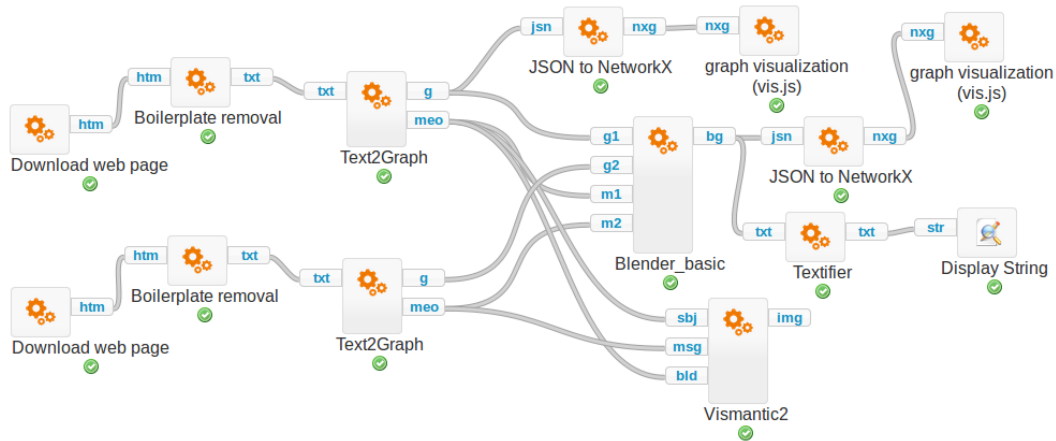 jsn nxg nxg nxg
JSON to NetworkX
graph visualization
(vis.js)
graph visualization
(vis.js)
htm txt
Boilerplate removal
txt g
meo
Text2Graph
htm
Download web page
g1 bg
g2
m1
m2
Blender_basic
jsn nxg
JSON to NetworkX
txt txt
Textifier
str
Display String
htm txt
Boilerplate removal
txt g
meo
Text2Graph
htm
Download web page
sbj img
msg
bld
Vismantic2